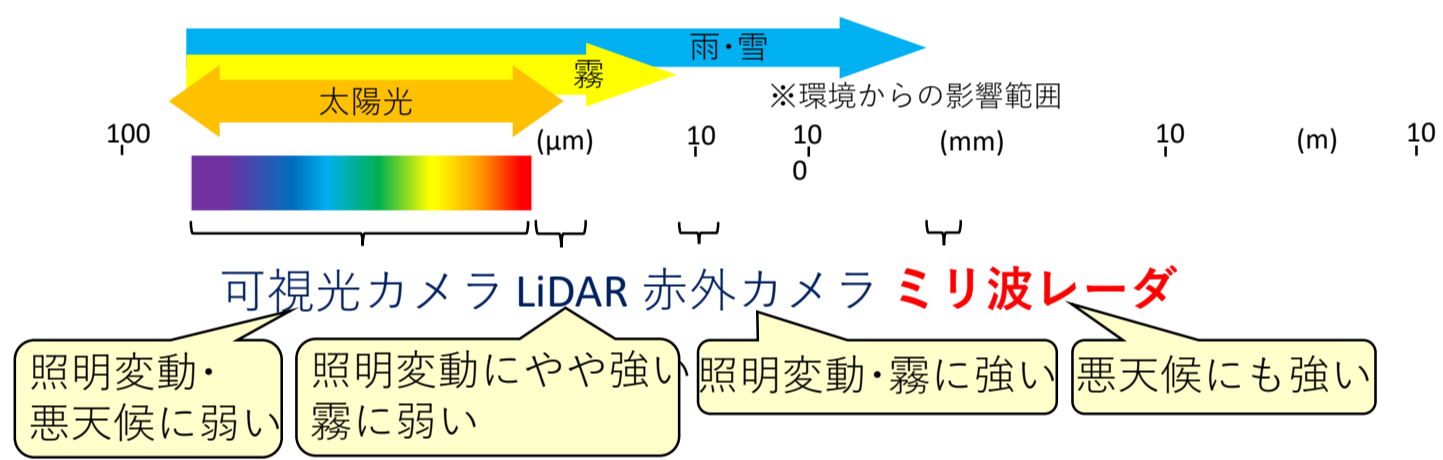 雨・雪
霧
太陽光
※環境からの影響範囲
100
(μm)
10
10
0
(mm)
10
(m)
10
可視光カメラ LiDAR 赤外カメラ ミリ波レーダ
照明変動・
悪天候に弱い
照明変動にやや強い
霧に弱い
照明変動・霧に強い
悪天候にも強い